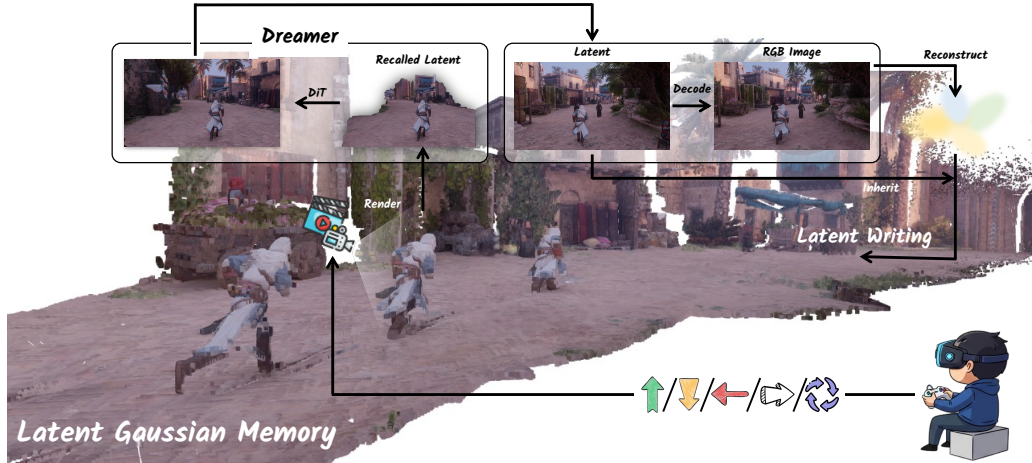 Dreamer
Recalled Latent
DiT
Latent
RGB Image
Decode
Reconstruct
Render
Inherit
Latent Writing
Latent Gaussian Memory